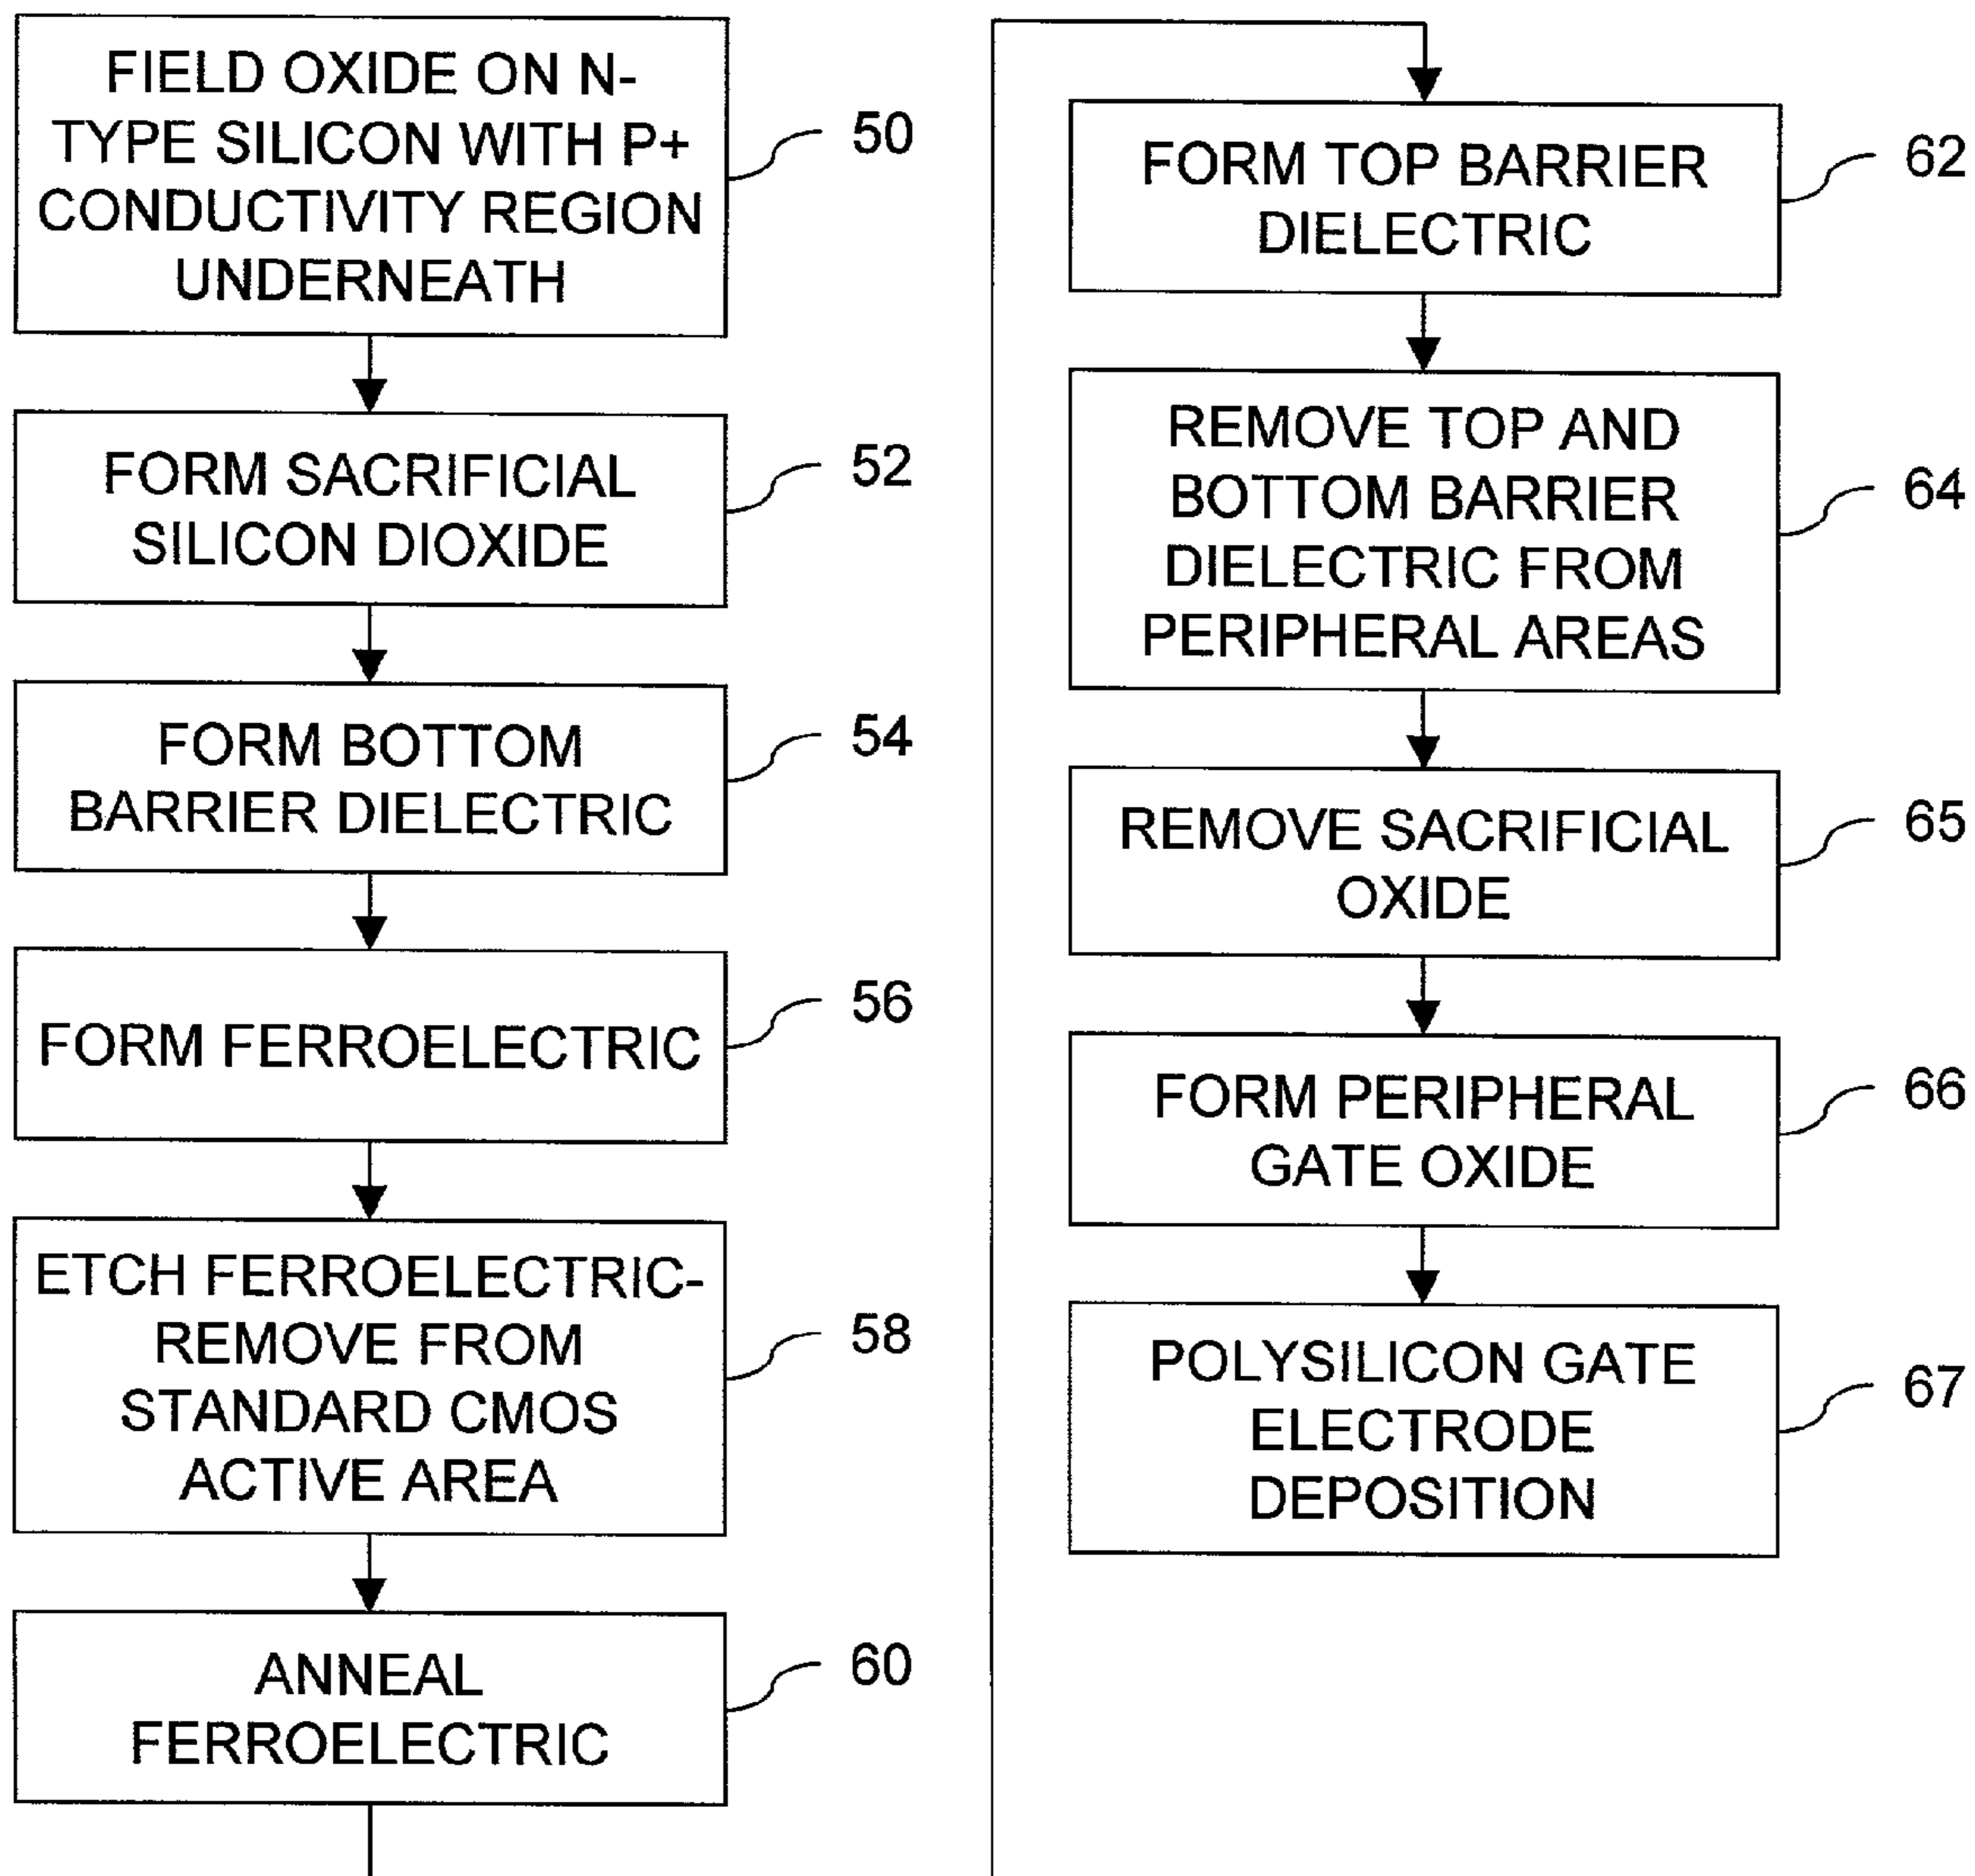 FIELD OXIDE ON N-
TYPE SILICON WITH P+
CONDUCTIVITY REGION
UNDERNEATH
50
FORM SACRIFICIAL
SILICON DIOXIDE
52
FORM BOTTOM
BARRIER DIELECTRIC
54
FORM FERROELECTRIC
56
ETCH FERROELECTRIC-
REMOVE FROM
STANDARD CMOS
ACTIVE AREA
58
ANNEAL
FERROELECTRIC
60
FORM TOP BARRIER
DIELECTRIC
62
REMOVE TOP AND
BOTTOM BARRIER
DIELECTRIC FROM
PERIPHERAL AREAS
64
REMOVE SACRIFICIAL
OXIDE
65
FORM PERIPHERAL
GATE OXIDE
66
POLYSILICON GATE
ELECTRODE
DEPOSITION
67